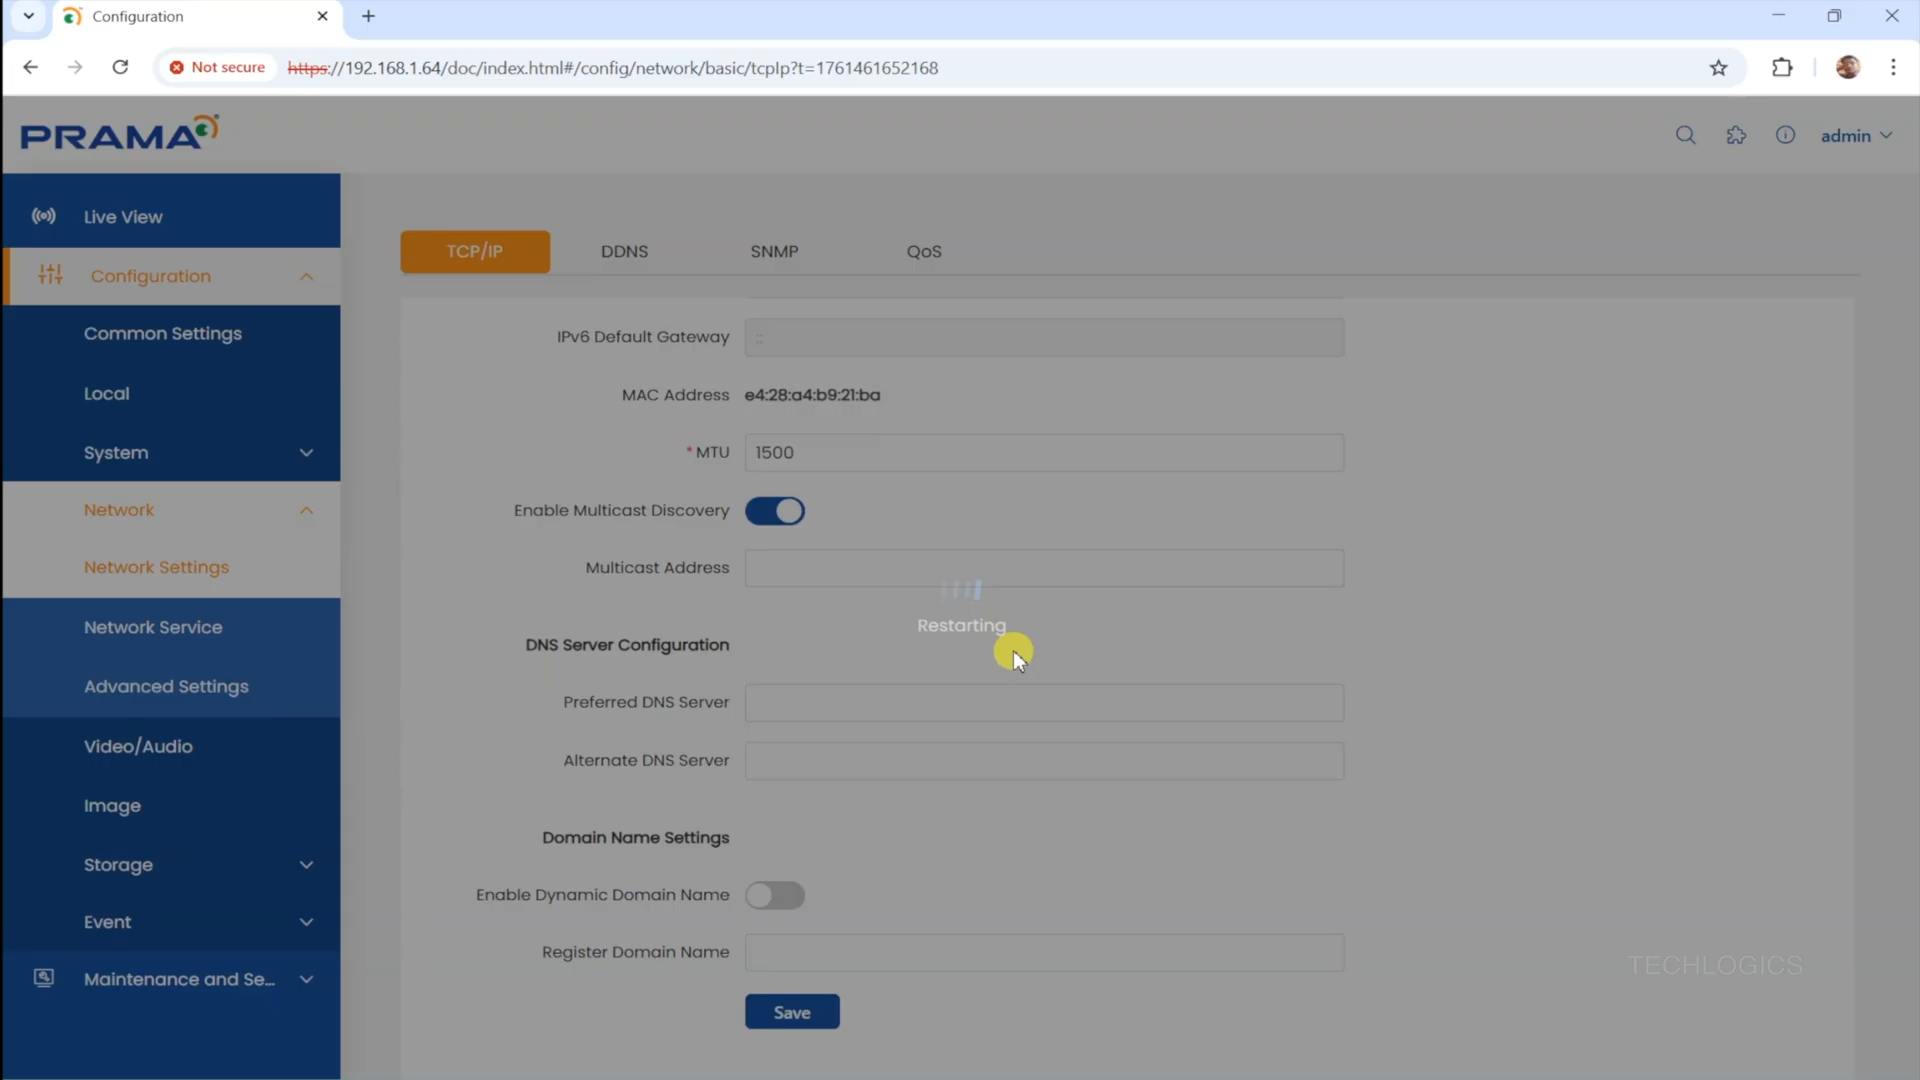 Configuration
Not secure
https://192.168.1.64/doc/index.html#/config/network/basic/tcpIp?t=1761461652168
PRAMA
admin
Live View
Configuration
Common Settings
Local
System
Network
Network Settings
Network Service
Advanced Settings
Video/Audio
Image
Storage
Event
Maintenance and Se...
TCP/IP
DDNS
SNMP
QoS
IPv6 Default Gateway ::
MAC Address e4:28:a4:b9:21:ba
* MTU 1500
Enable Multicast Discovery
Multicast Address
Restarting
DNS Server Configuration
Preferred DNS Server
Alternate DNS Server
Domain Name Settings
Enable Dynamic Domain Name
Register Domain Name
TECHLOGICS
Save